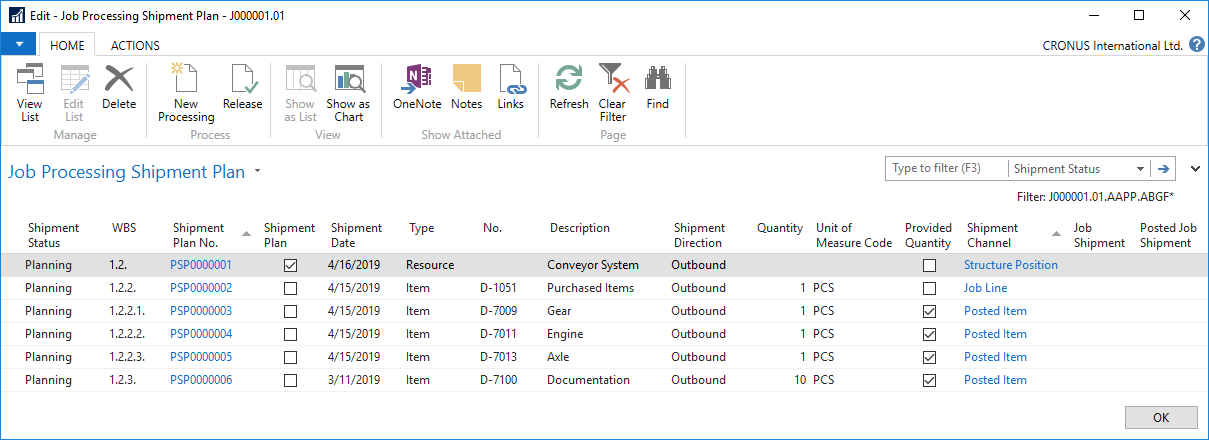 Edit - Job Processing Shipment Plan - J000001.01
HOME ACTIONS CRONUS International Ltd. ?
View List
Edit List
Delete
Manage
New Processing
Release
Process
Show as List
Show as Chart
View
OneNote
Notes
Links
Show Attached
Refresh
Clear Filter
Find
Page
Job Processing Shipment Plan
Type to filter (F3) Shipment Status
Filter: J000001.01.AAPP.ABGF*
Shipment Status WBS Shipment Plan No. Shipment Plan Shipment Date Type No. Description Shipment Direction Quantity Unit of Measure Code Provided Quantity Shipment Channel Job Shipment Posted Job Shipment
Planning 1.2. PSP0000001 4/16/2019 Resource Conveyor System Outbound Structure Position
Planning 1.2.2. PSP0000002 4/15/2019 Item D-1051 Purchased Items Outbound 1 PCS Job Line
Planning 1.2.2.1. PSP0000003 4/15/2019 Item D-7009 Gear Outbound 1 PCS Posted Item
Planning 1.2.2.2. PSP0000004 4/15/2019 Item D-7011 Engine Outbound 1 PCS Posted Item
Planning 1.2.2.3. PSP0000005 4/15/2019 Item D-7013 Axle Outbound 1 PCS Posted Item
Planning 1.2.3. PSP0000006 3/11/2019 Item D-7100 Documentation Outbound 10 PCS Posted Item
OK